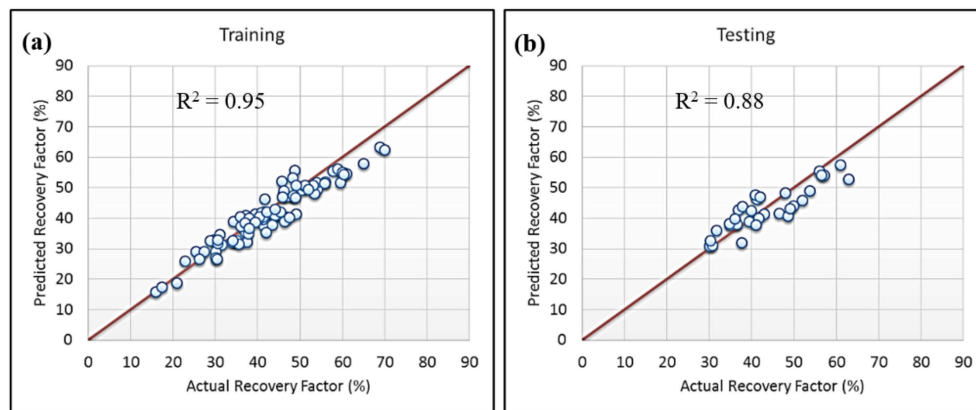 (a)
Training
R² = 0.95
90
80
70
60
50
40
30
20
10
0
Predicted Recovery Factor (%)
0 10 20 30 40 50 60 70 80 90
Actual Recovery Factor (%)
(b)
Testing
R² = 0.88
90
80
70
60
50
40
30
20
10
0
Predicted Recovery Factor (%)
0 10 20 30 40 50 60 70 80 90
Actual Recovery Factor (%)